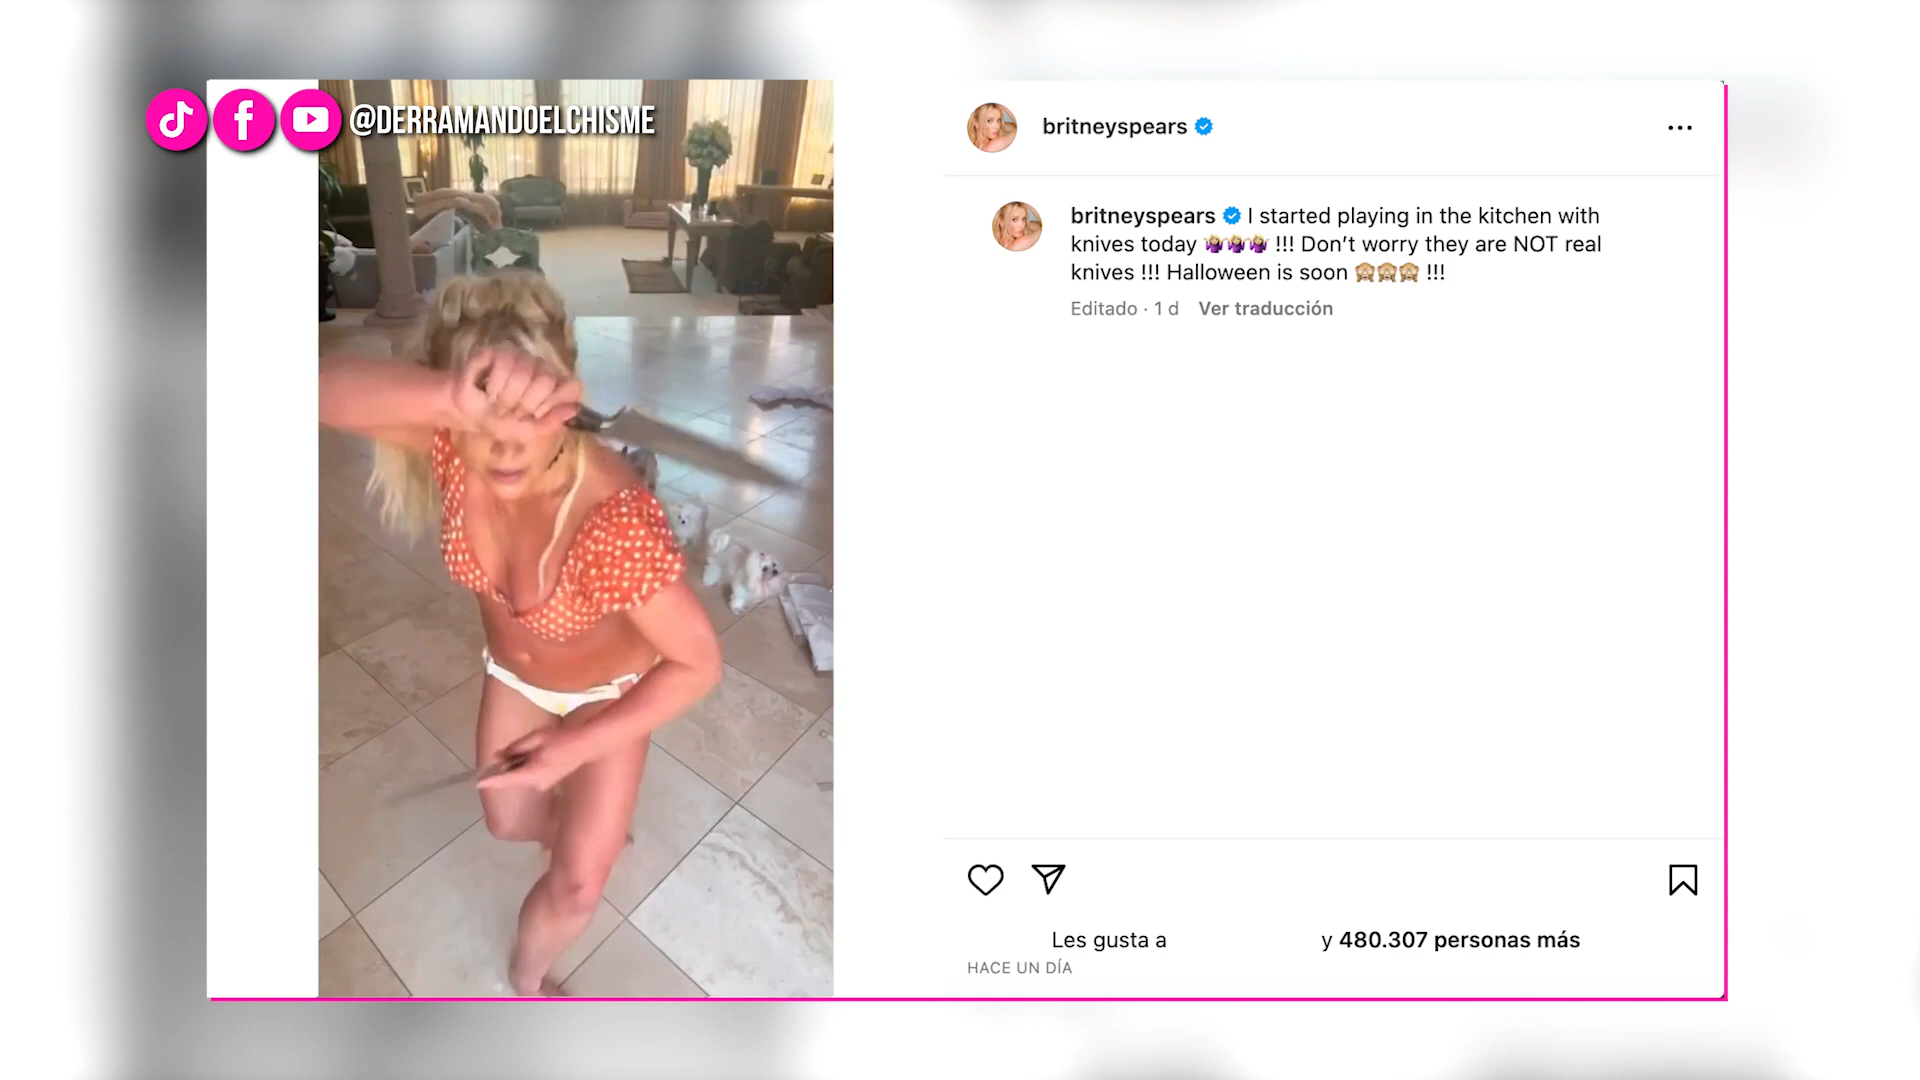 @DERRAMANDOELCHISME
britneyspears
britneyspears I started playing in the kitchen with
knives today 🤷🏼‍♀️🤷🏼‍♀️🤷🏼‍♀️ !!! Don’t worry they are NOT real
knives !!! Halloween is soon 🙈🙈🙈 !!!
Editado · 1 d Ver traducción
Les gusta a y 480.307 personas más
HACE UN DÍA